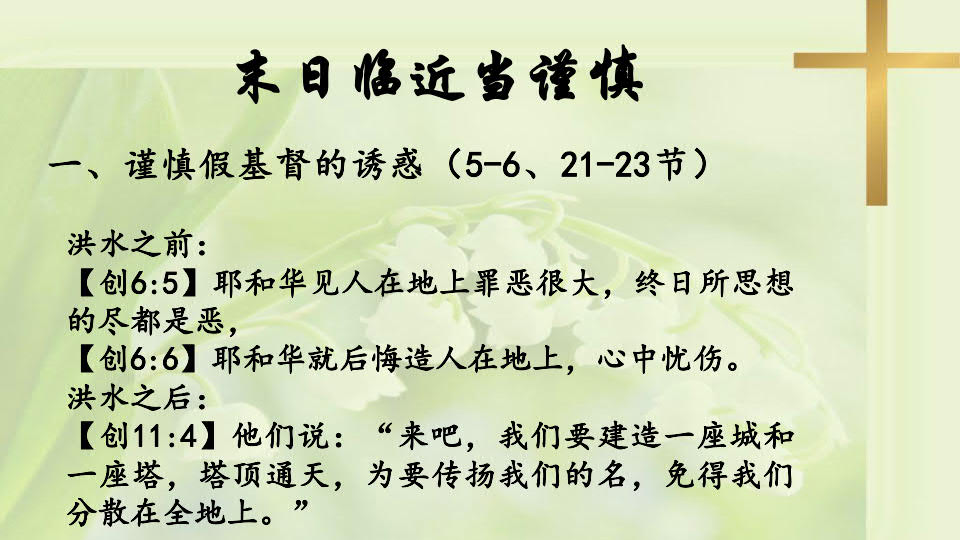 末日临近当谨慎
一、谨慎假基督的诱惑（5-6、21-23节）
洪水之前：
【创6:5】耶和华见人在地上罪恶很大，终日所思想
的尽都是恶，
【创6:6】耶和华就后悔造人在地上，心中忧伤。
洪水之后：
【创11:4】他们说：“来吧，我们要建造一座城和
一座塔，塔顶通天，为要传扬我们的名，免得我们
分散在全地上。”